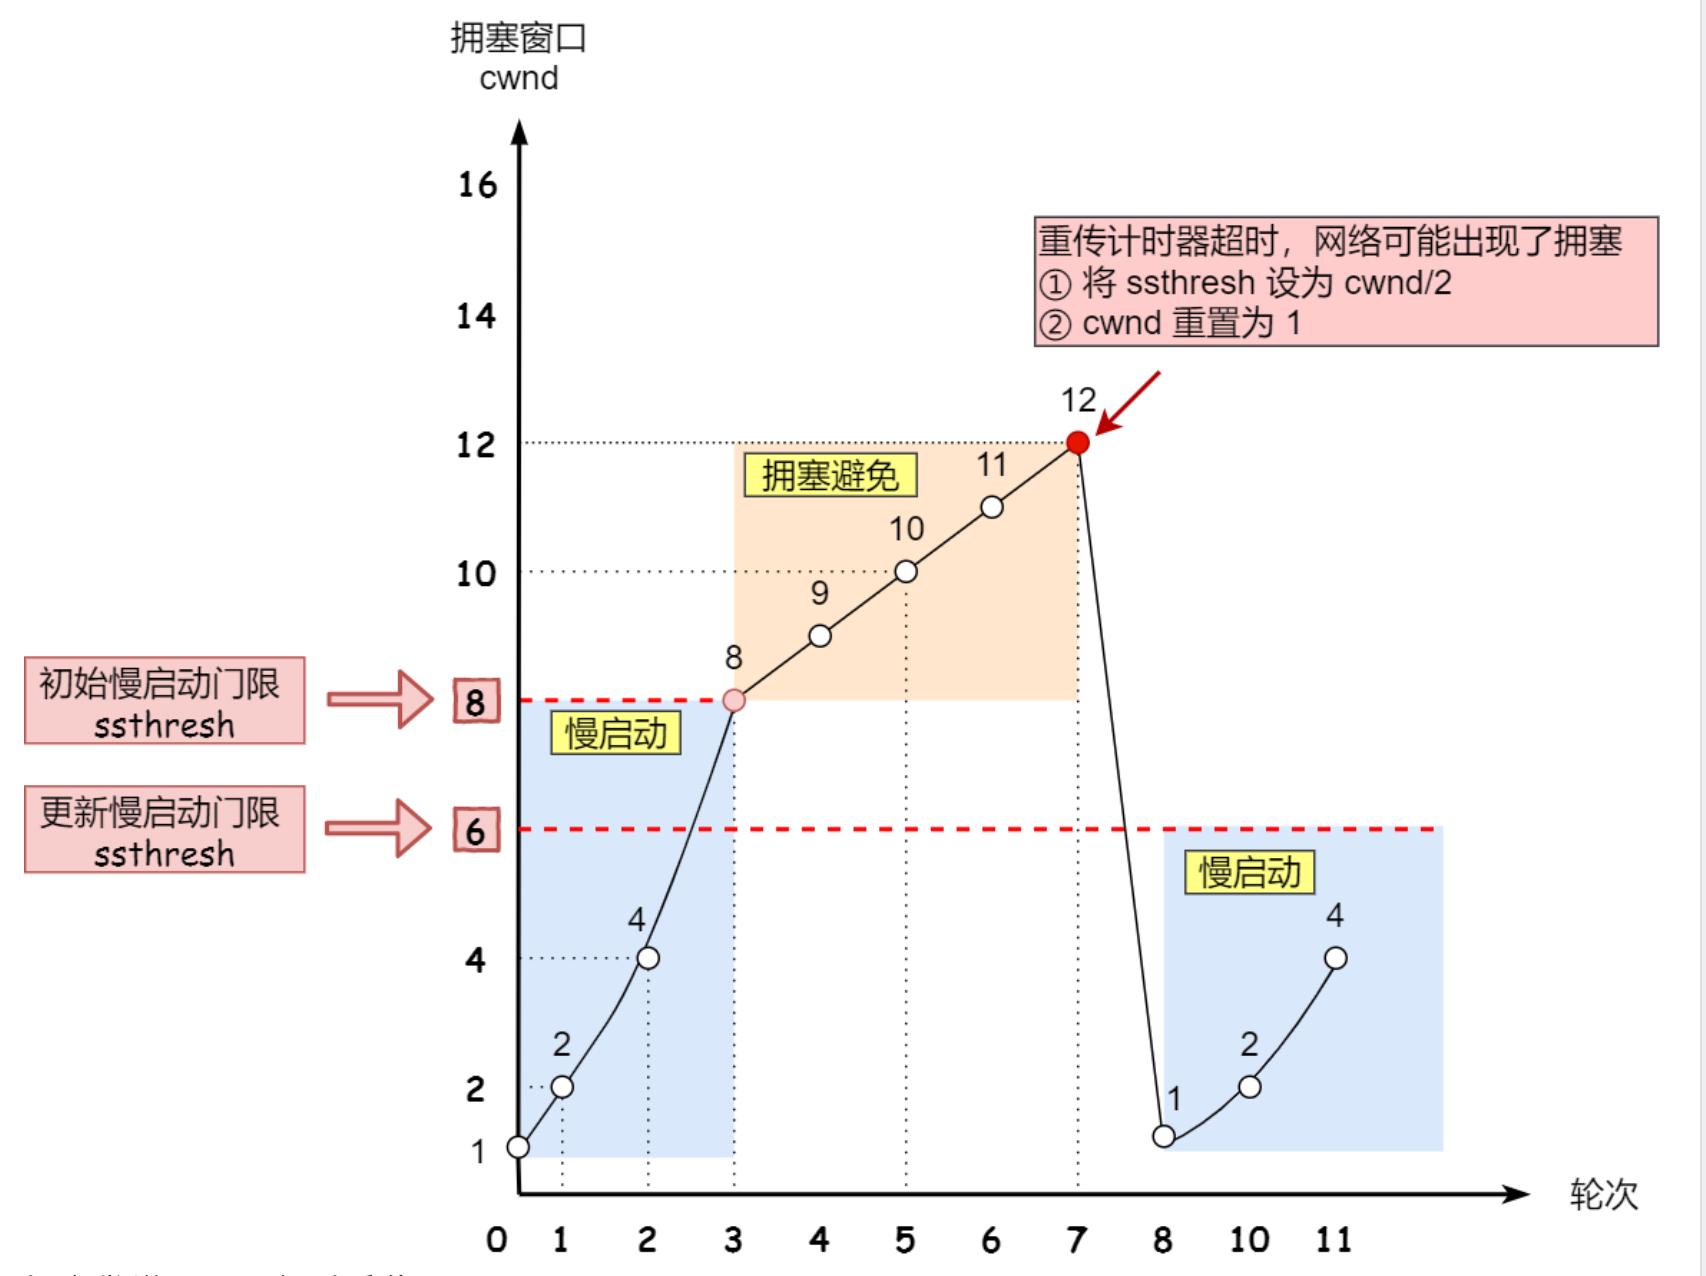 拥塞窗口
cwnd
16
重传计时器超时，网络可能出现了拥塞
① 将 ssthresh 设为 cwnd/2
② cwnd 重置为 1
14
12
12
拥塞避免
11
10
10
9
8
初始慢启动门限
ssthresh
8
慢启动
更新慢启动门限
ssthresh
6
慢启动
4
4
4
2
2
2
1
1
轮次
0 1 2 3 4 5 6 7 8 10 11